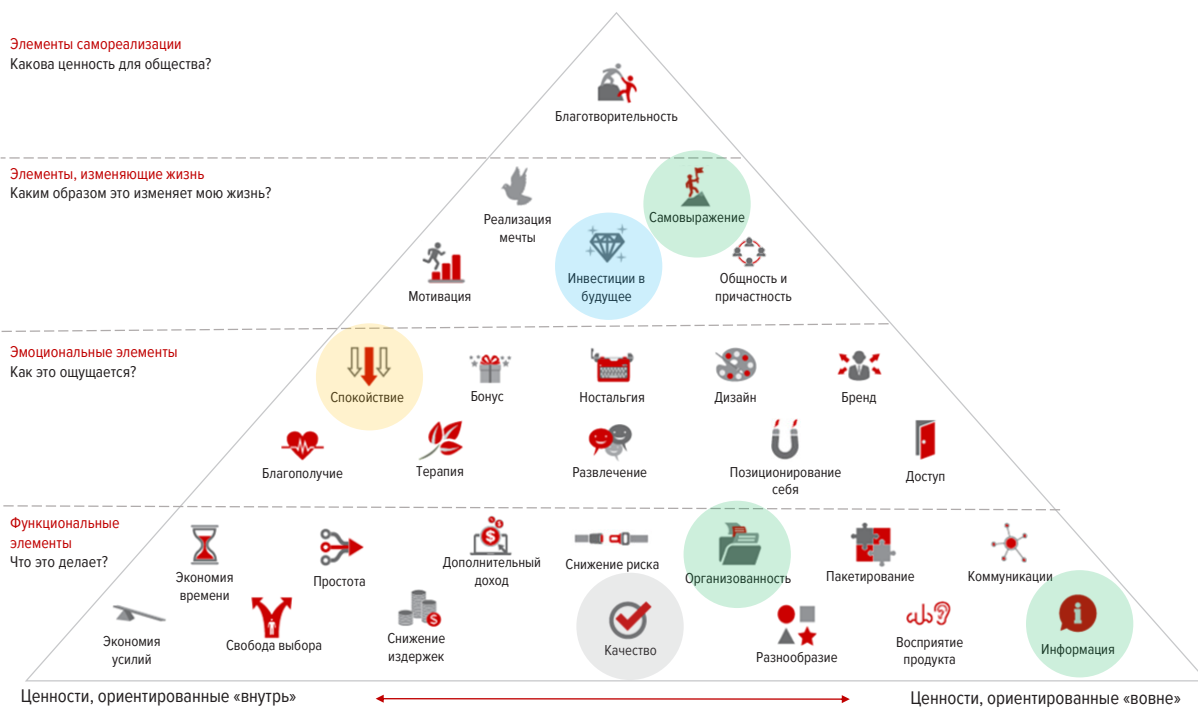 Элементы самореализации
Какова ценность для общества?
Благотворительность
Элементы, изменяющие жизнь
Каким образом это изменяет мою жизнь?
Реализация
мечты
Самовыражение
Мотивация
Инвестиции в
будущее
Общность и
причастность
Эмоциональные элементы
Как это ощущается?
Спокойствие
Бонус
Ностальгия
Дизайн
Бренд
Благополучие
Терапия
Развлечение
Позиционирование
себя
Доступ
Функциональные
элементы
Что это делает?
Экономия
времени
Простота
Дополнительный
доход
Снижение риска
Организованность
Пакетирование
Коммуникации
Экономия
усилий
Свобода выбора
Снижение
издержек
Качество
Разнообразие
Восприятие
продукта
Информация
Ценности, ориентированные «внутрь»
Ценности, ориентированные «вовне»